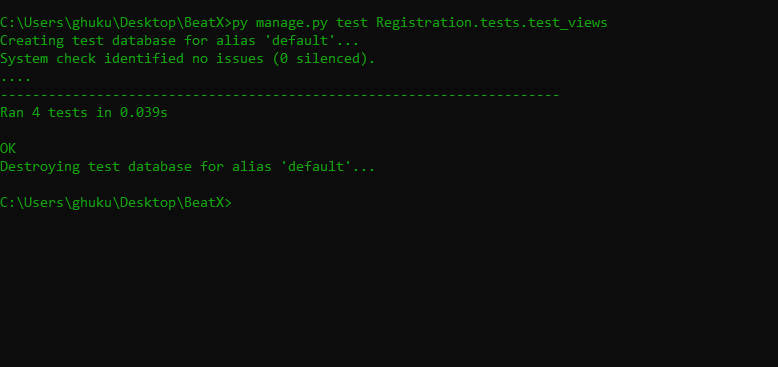 C:\Users\ghuku\Desktop\BeatX>py manage.py test Registration.tests.test_views
Creating test database for alias 'default'...
System check identified no issues (0 silenced).
....
----------------------------------------------------------------------
Ran 4 tests in 0.039s
OK
Destroying test database for alias 'default'...
C:\Users\ghuku\Desktop\BeatX>